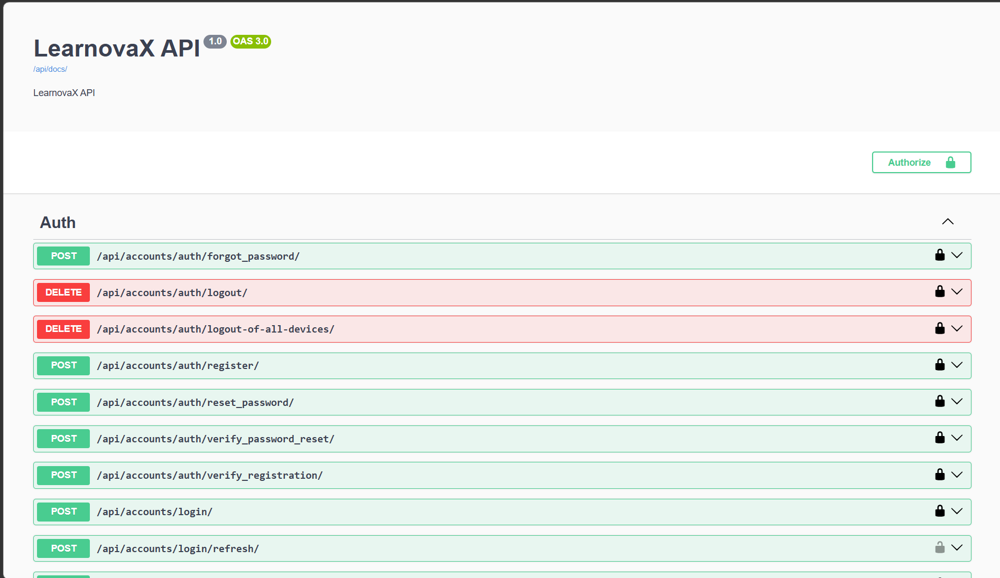 LearnovaX API 1.0 OAS 3.0
/api/docs/
LearnovaX API
Authorize
Auth
POST /api/accounts/auth/forgot_password/
DELETE /api/accounts/auth/logout/
DELETE /api/accounts/auth/logout-of-all-devices/
POST /api/accounts/auth/register/
POST /api/accounts/auth/reset_password/
POST /api/accounts/auth/verify_password_reset/
POST /api/accounts/auth/verify_registration/
POST /api/accounts/login/
POST /api/accounts/login/refresh/